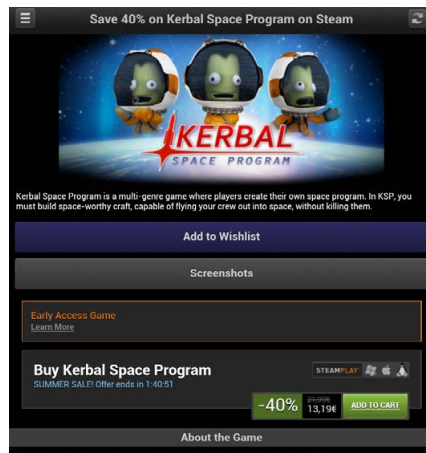 Save 40% on Kerbal Space Program on Steam
KERBAL
SPACE PROGRAM
Kerbal Space Program is a multi-genre game where players create their own space program. In KSP, you
must build space-worthy craft, capable of flying your crew out into space, without killing them.
Add to Wishlist
Screenshots
Early Access Game
Learn More
Buy Kerbal Space Program
STEAMPLAY
SUMMER SALE! Offer ends in 1:40:51
-40%
21,99€
13,19€
ADD TO CART
About the Game